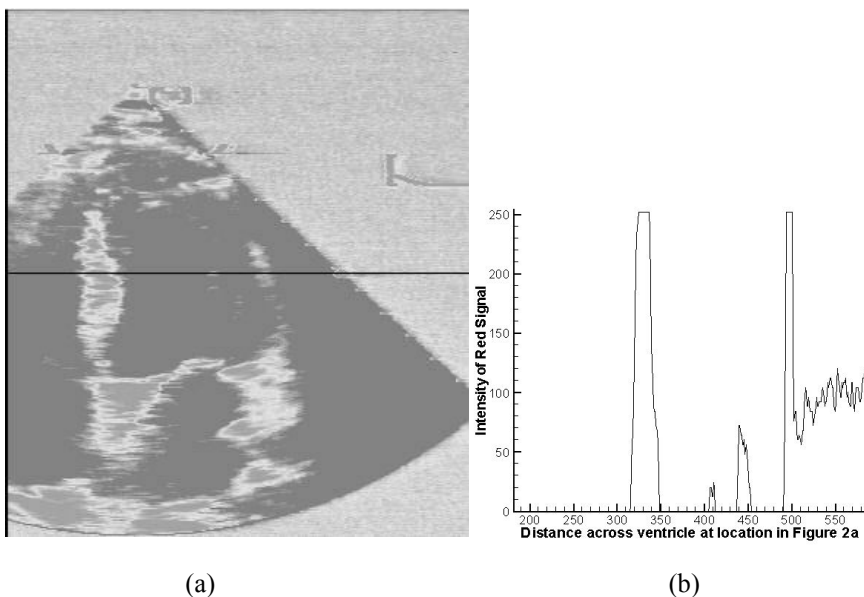 250
200
150
100
50
0
Intensity of Red Signal
200 250 300 350 400 450 500 550
Distance across ventricle at location in Figure 2a
(a) (b)